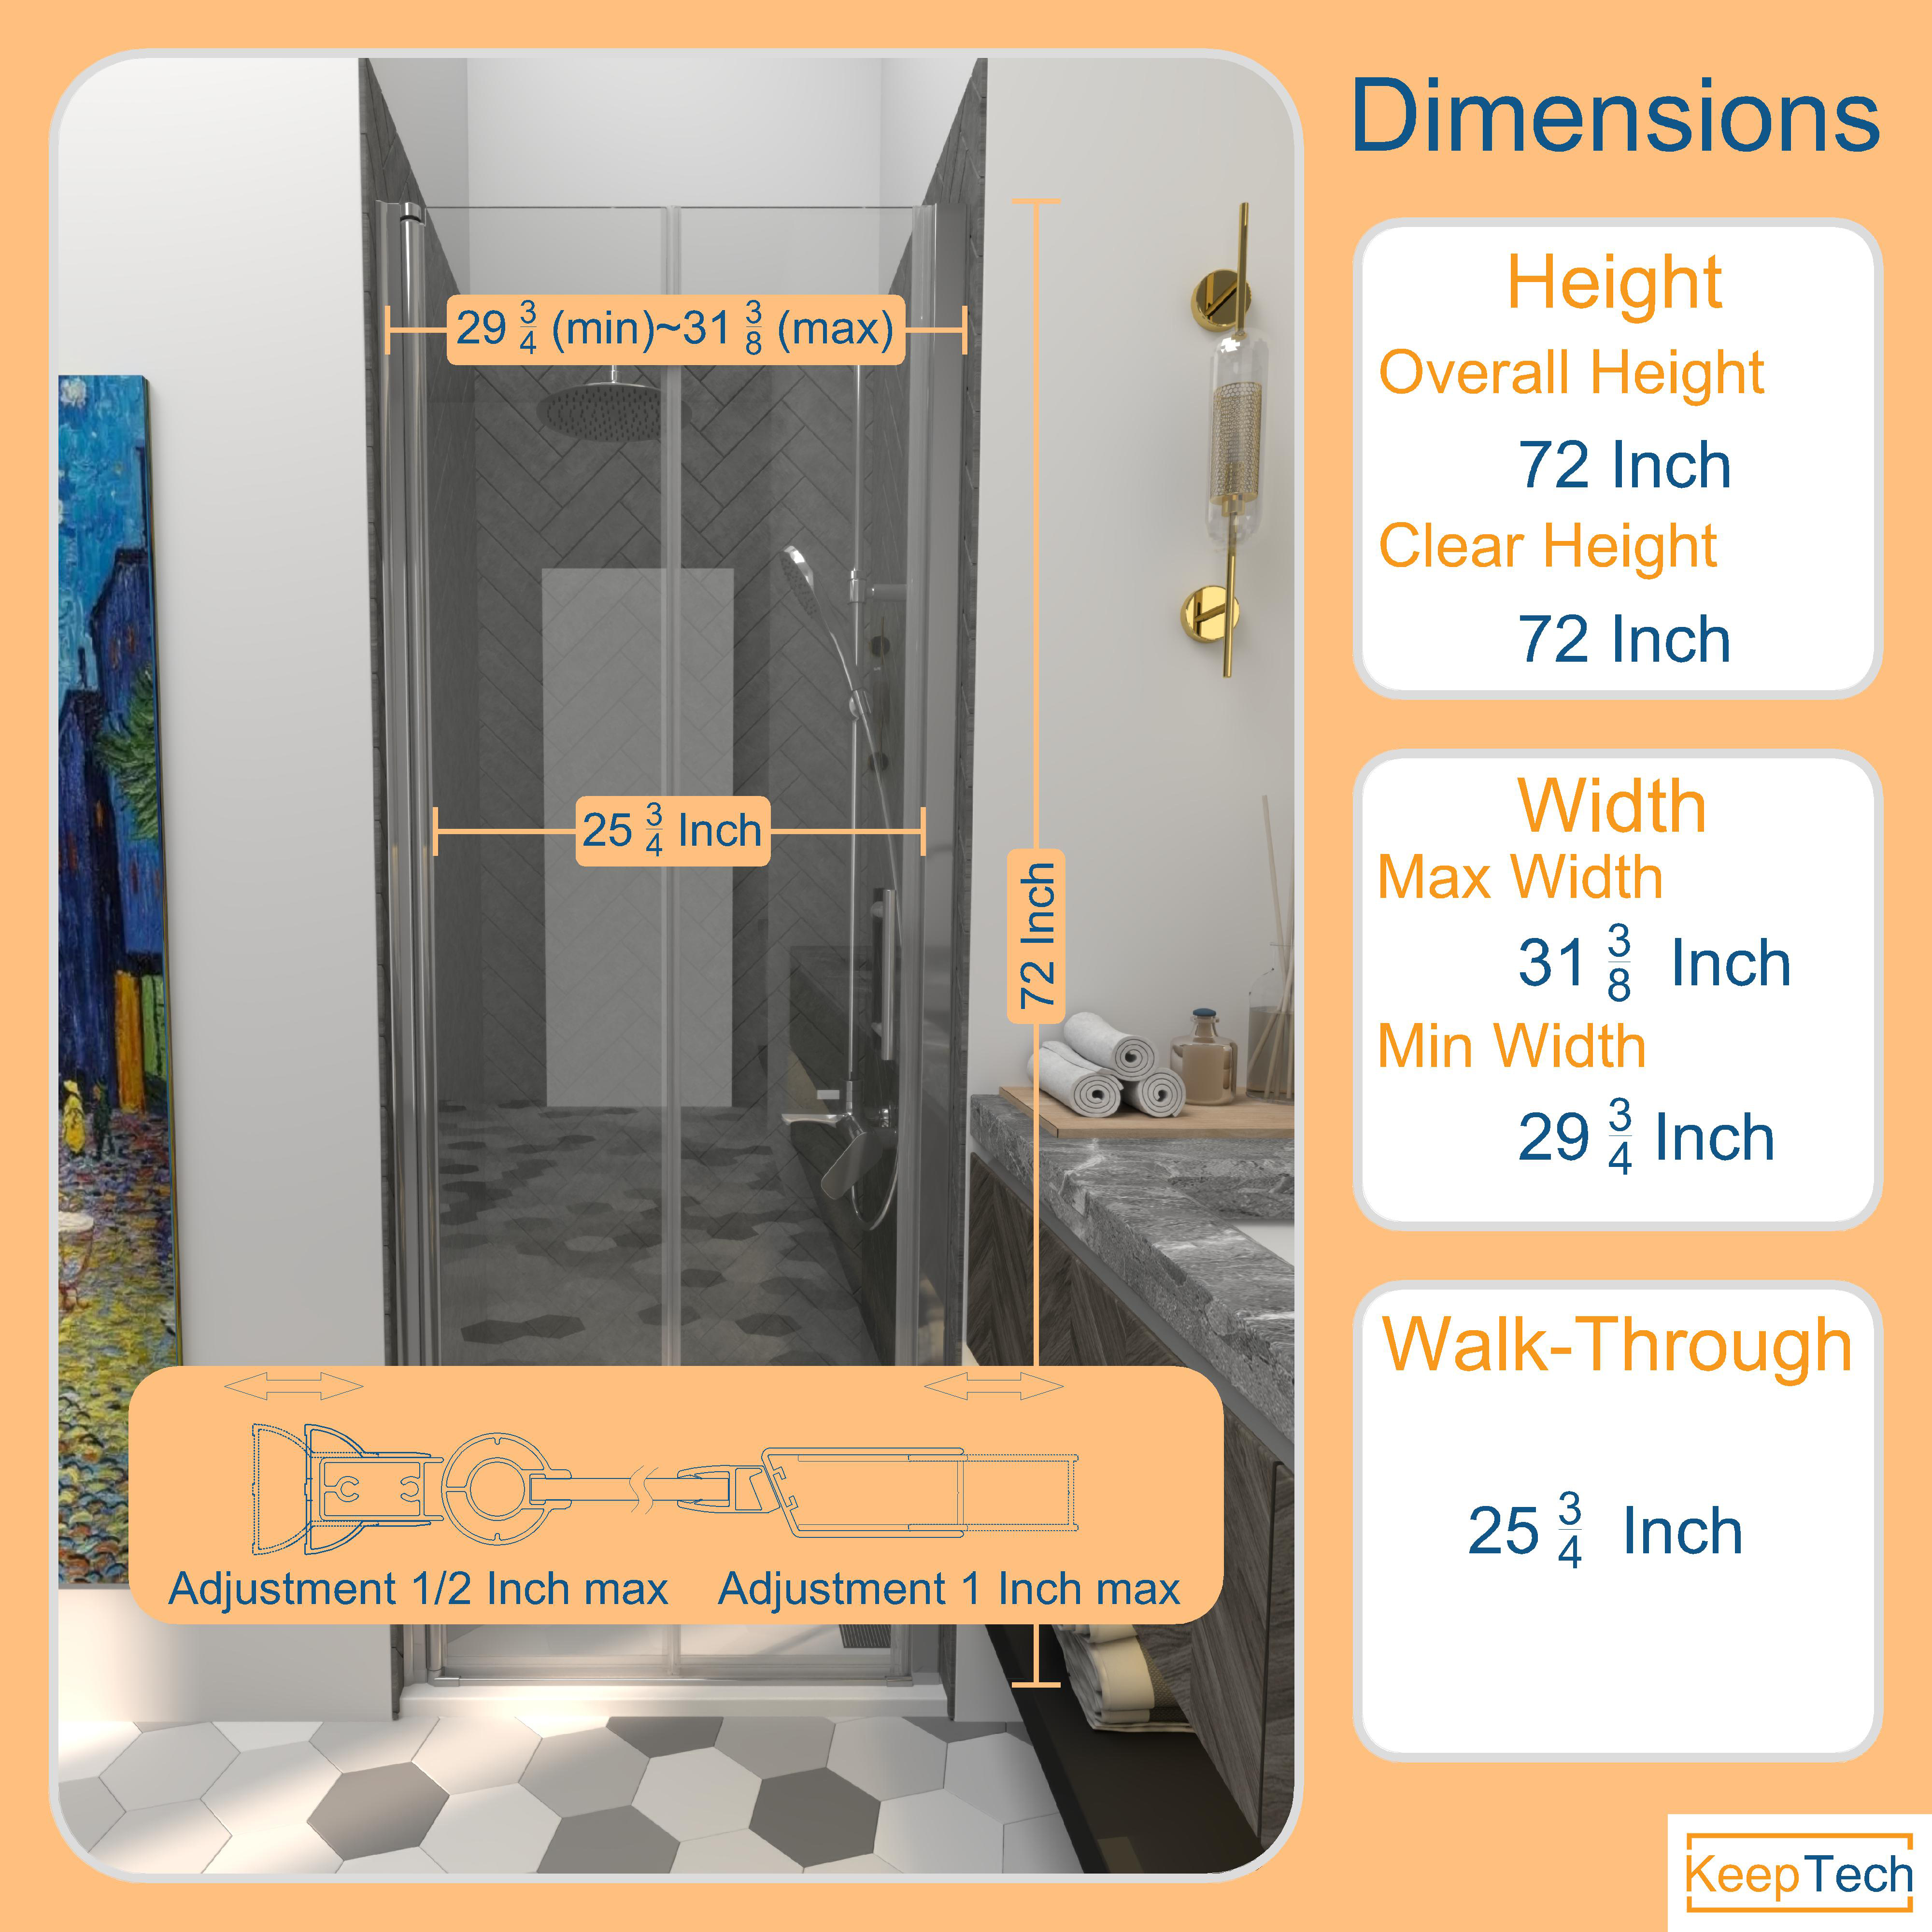 Dimensions
29 3/4 (min)~31 3/8 (max)
25 3/4 Inch
72 Inch
Adjustment 1/2 Inch max
Adjustment 1 Inch max
Height
Overall Height
72 Inch
Clear Height
72 Inch
Width
Max Width
31 3/8 Inch
Min Width
29 3/4 Inch
Walk-Through
25 3/4 Inch
KeepTech